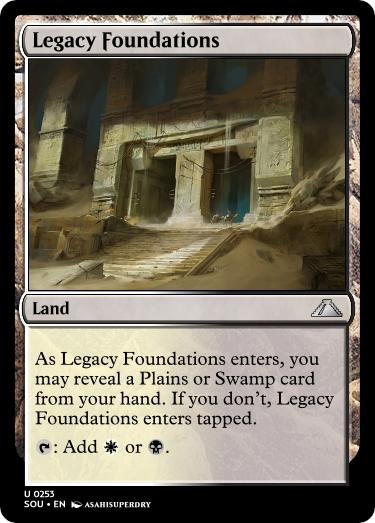 Legacy Foundations
Land
As Legacy Foundations enters, you
may reveal a Plains or Swamp card
from your hand. If you don't, Legacy
Foundations enters tapped.
: Add or .
U 0253
SOU • EN ASAHISUPERDRY